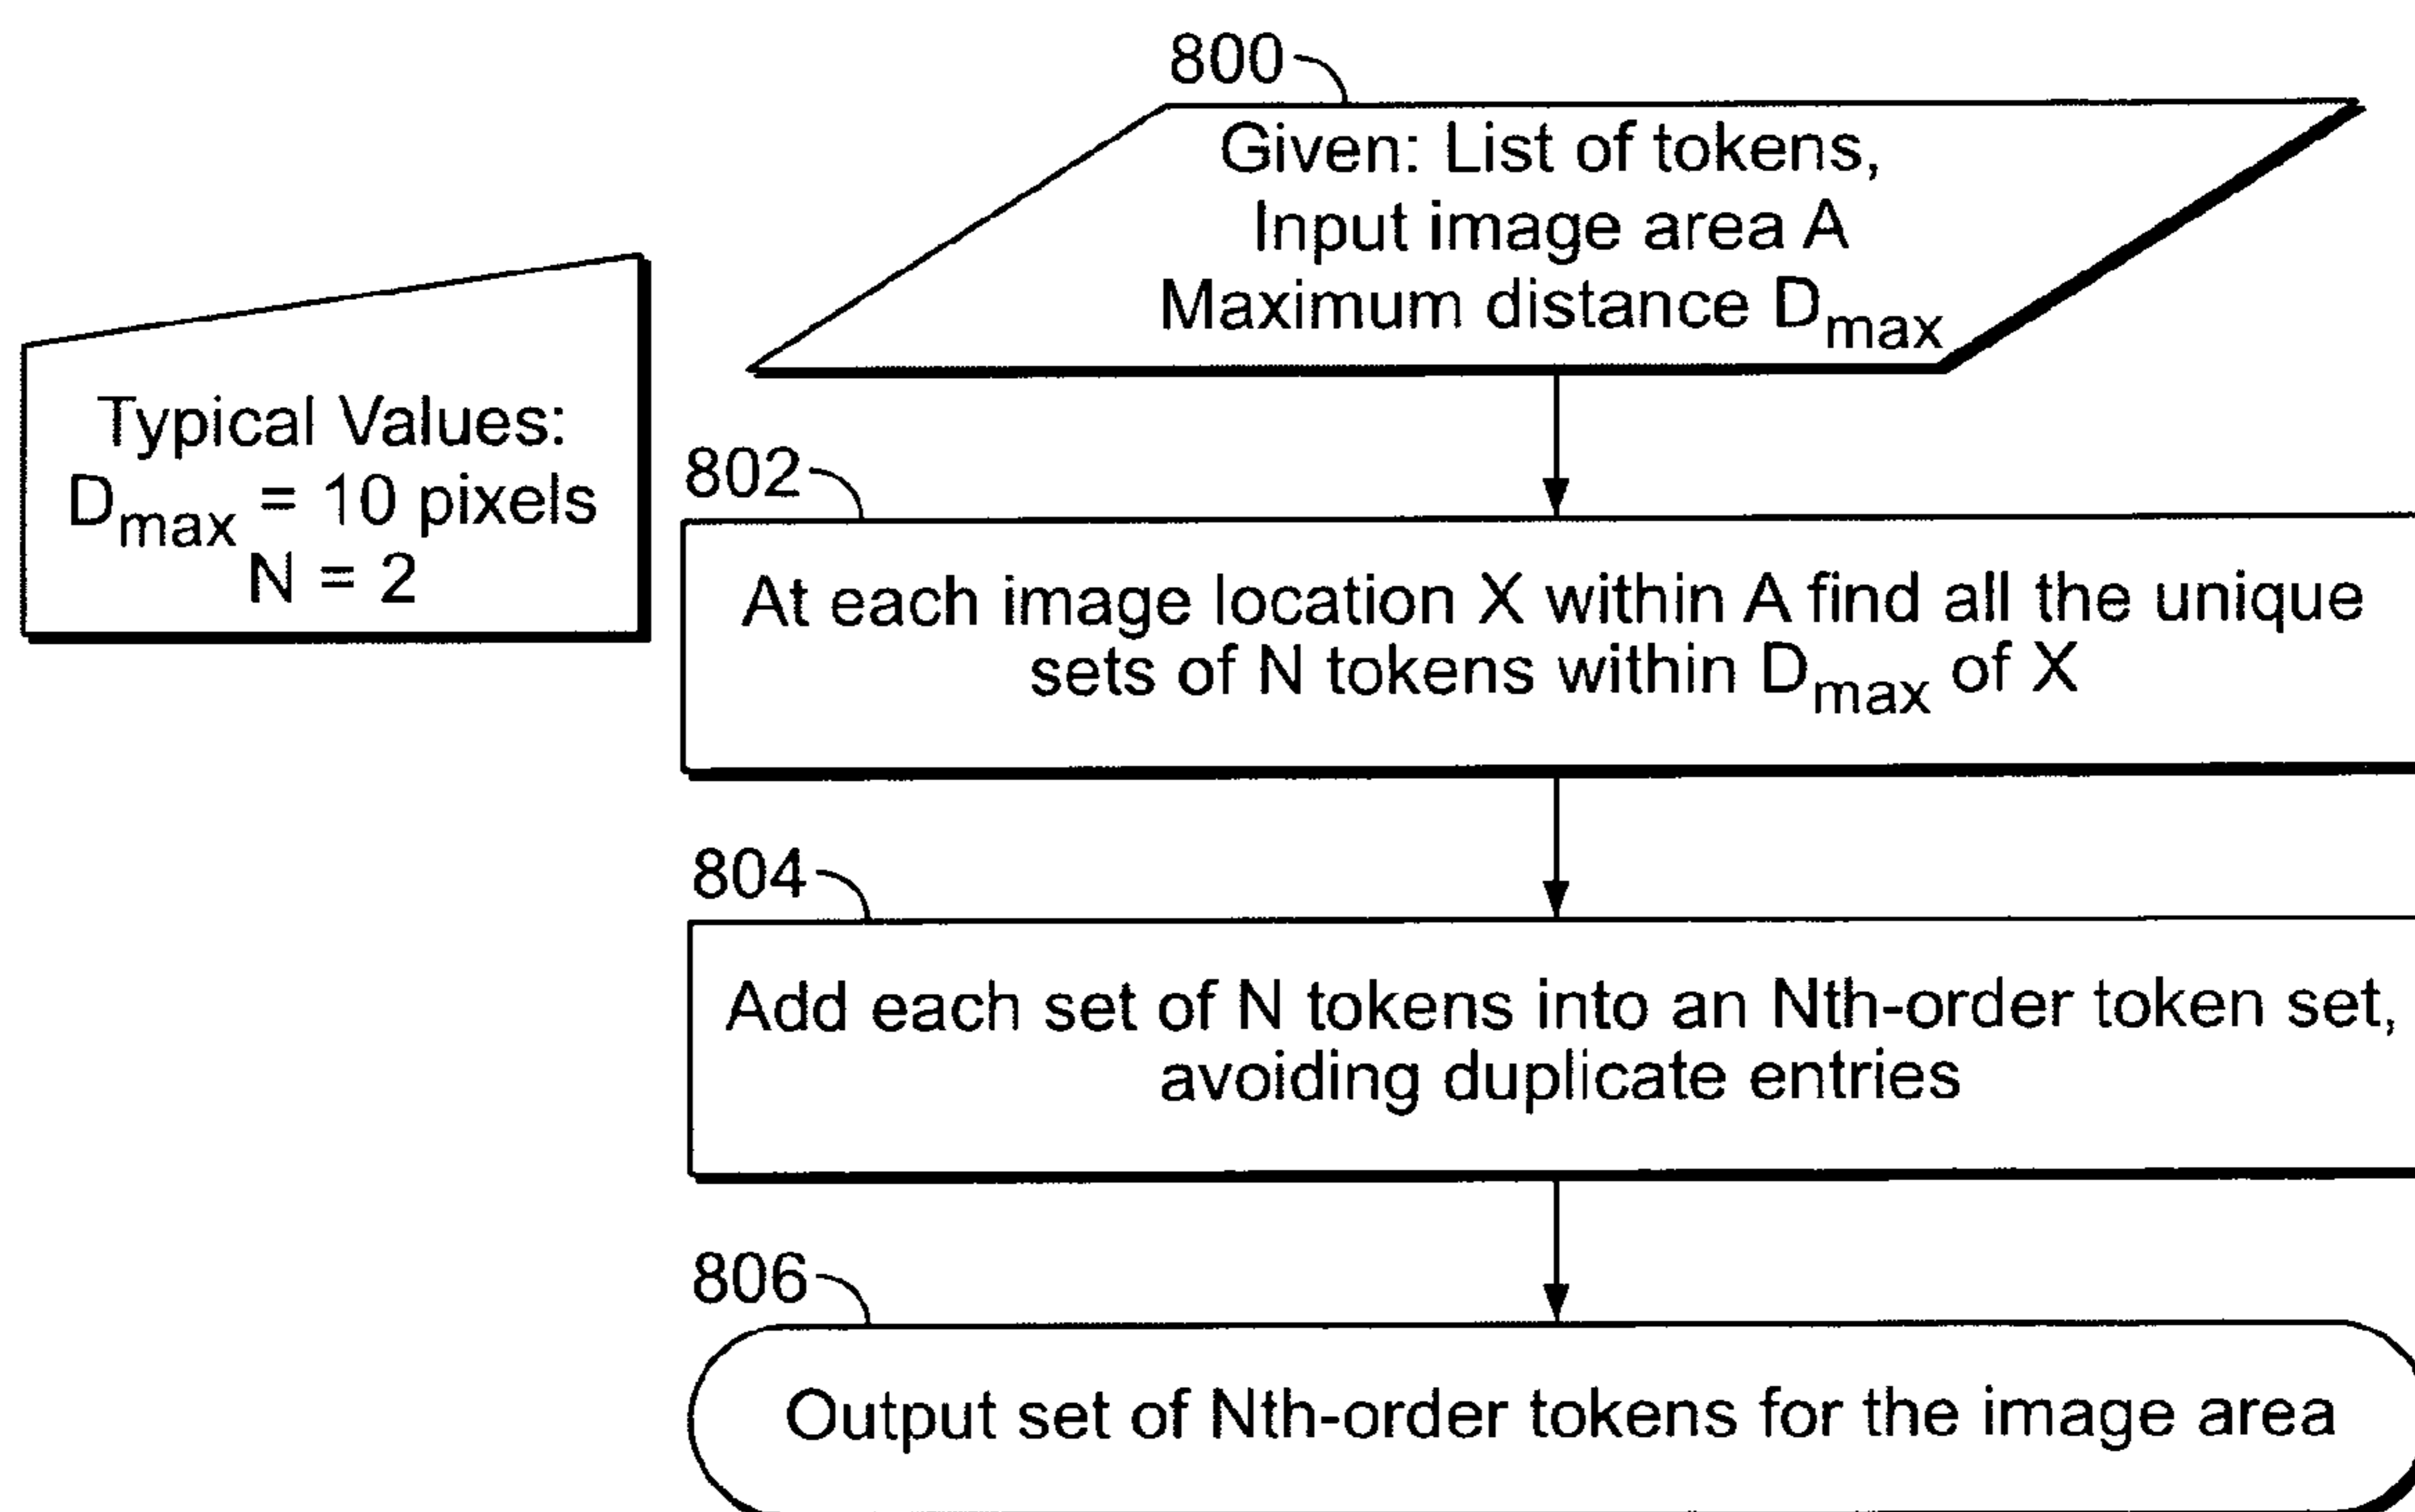 800
Given: List of tokens,
Input image area A
Maximum distance Dmax
Typical Values:
Dmax = 10 pixels
N = 2
802
At each image location X within A find all the unique
sets of N tokens within Dmax of X
804
Add each set of N tokens into an Nth-order token set,
avoiding duplicate entries
806
Output set of Nth-order tokens for the image area